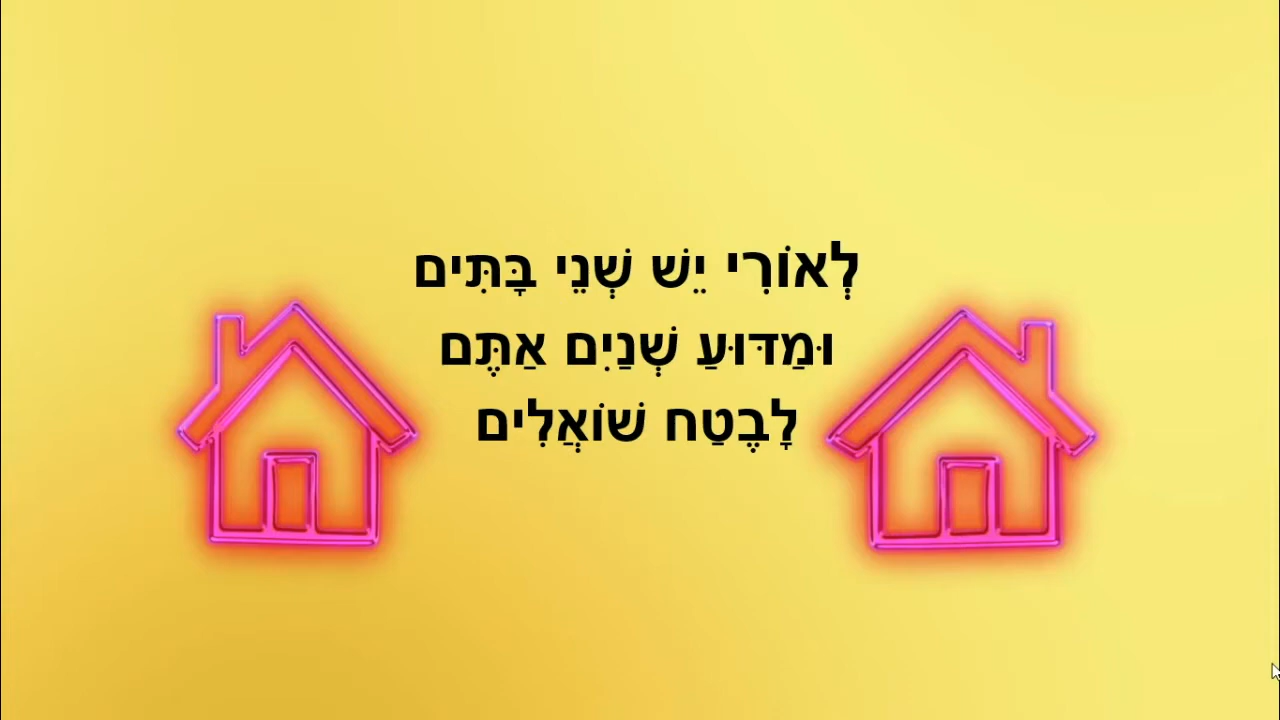 לְאוֹרִי יֵשׁ שְׁנֵי בָּתִּים
וּמַדּוּעַ שְׁנַיִם אַתֶּם
לָבֶטַח שׁוֹאֲלִים